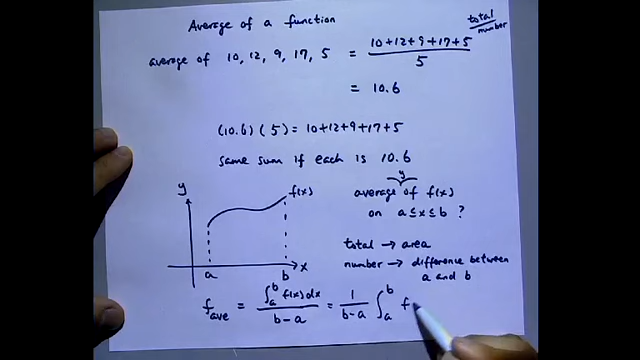 Average of a function
total
number
average of 10, 12, 9, 17, 5 = 10+12+9+17+5 / 5
= 10.6
(10.6)(5) = 10+12+9+17+5
same sum if each is 10.6
y
f(x)
a
b
x
y
average of f(x)
on a≤x≤b ?
total → area
number → difference between
a and b
f_ave = ∫_a^b f(x)dx / b-a = 1/b-a ∫_a^b f